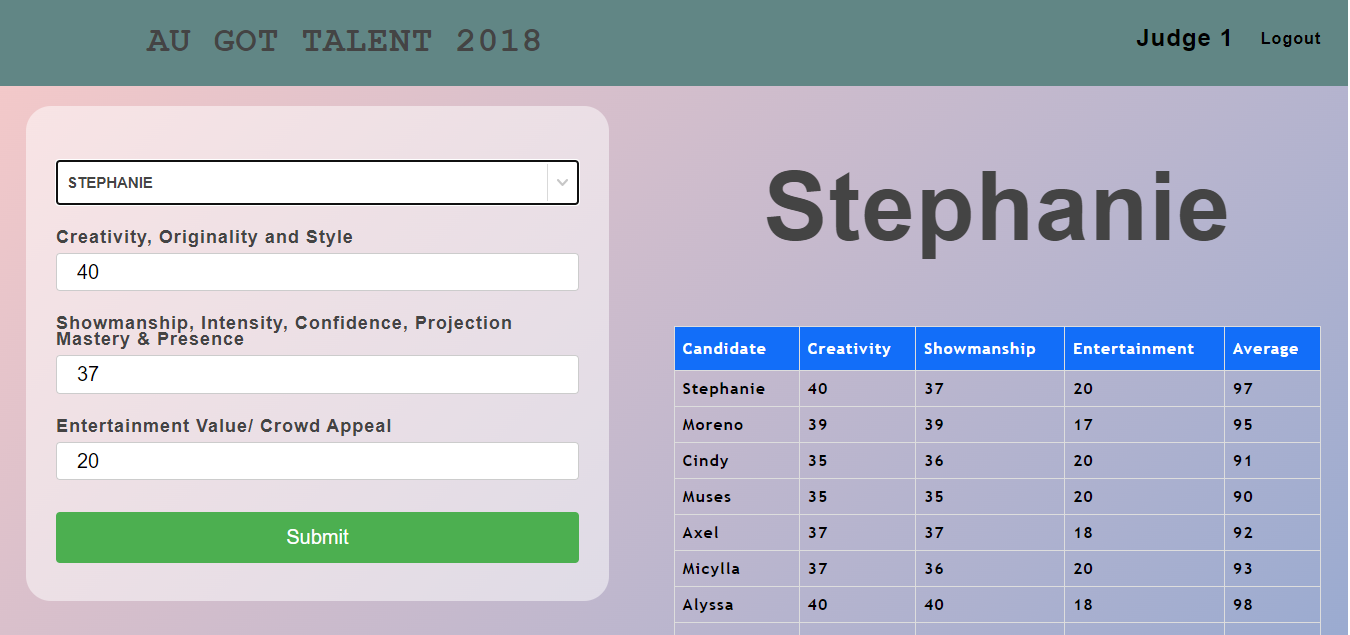 AU GOT TALENT 2018
Judge 1 Logout
STEPHANIE
Creativity, Originality and Style
40
Showmanship, Intensity, Confidence, Projection
Mastery & Presence
37
Entertainment Value/ Crowd Appeal
20
Submit
Stephanie
Candidate Creativity Showmanship Entertainment Average
Stephanie 40 37 20 97
Moreno 39 39 17 95
Cindy 35 36 20 91
Muses 35 35 20 90
Axel 37 37 18 92
Micylla 37 36 20 93
Alyssa 40 40 18 98